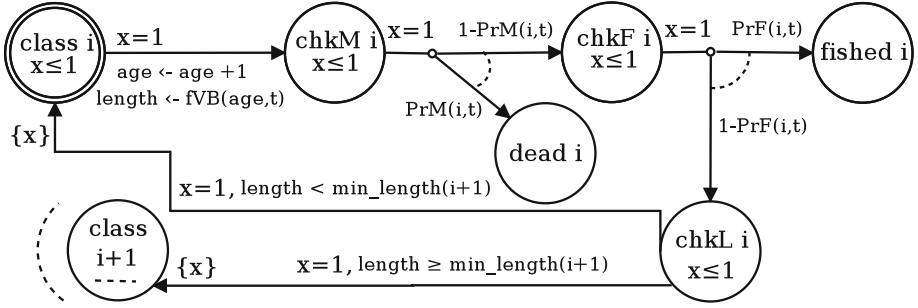 class i
x≤1
x=1
age <- age +1
length <- fVB(age,t)
chkM i
x≤1
x=1
1-PrM(i,t)
PrM(i,t)
dead i
chkF i
x≤1
x=1
PrF(i,t)
fished i
1-PrF(i,t)
{x}
x=1, length < min_length(i+1)
class
i+1
{x}
x=1, length ≥ min_length(i+1)
chkL i
x≤1